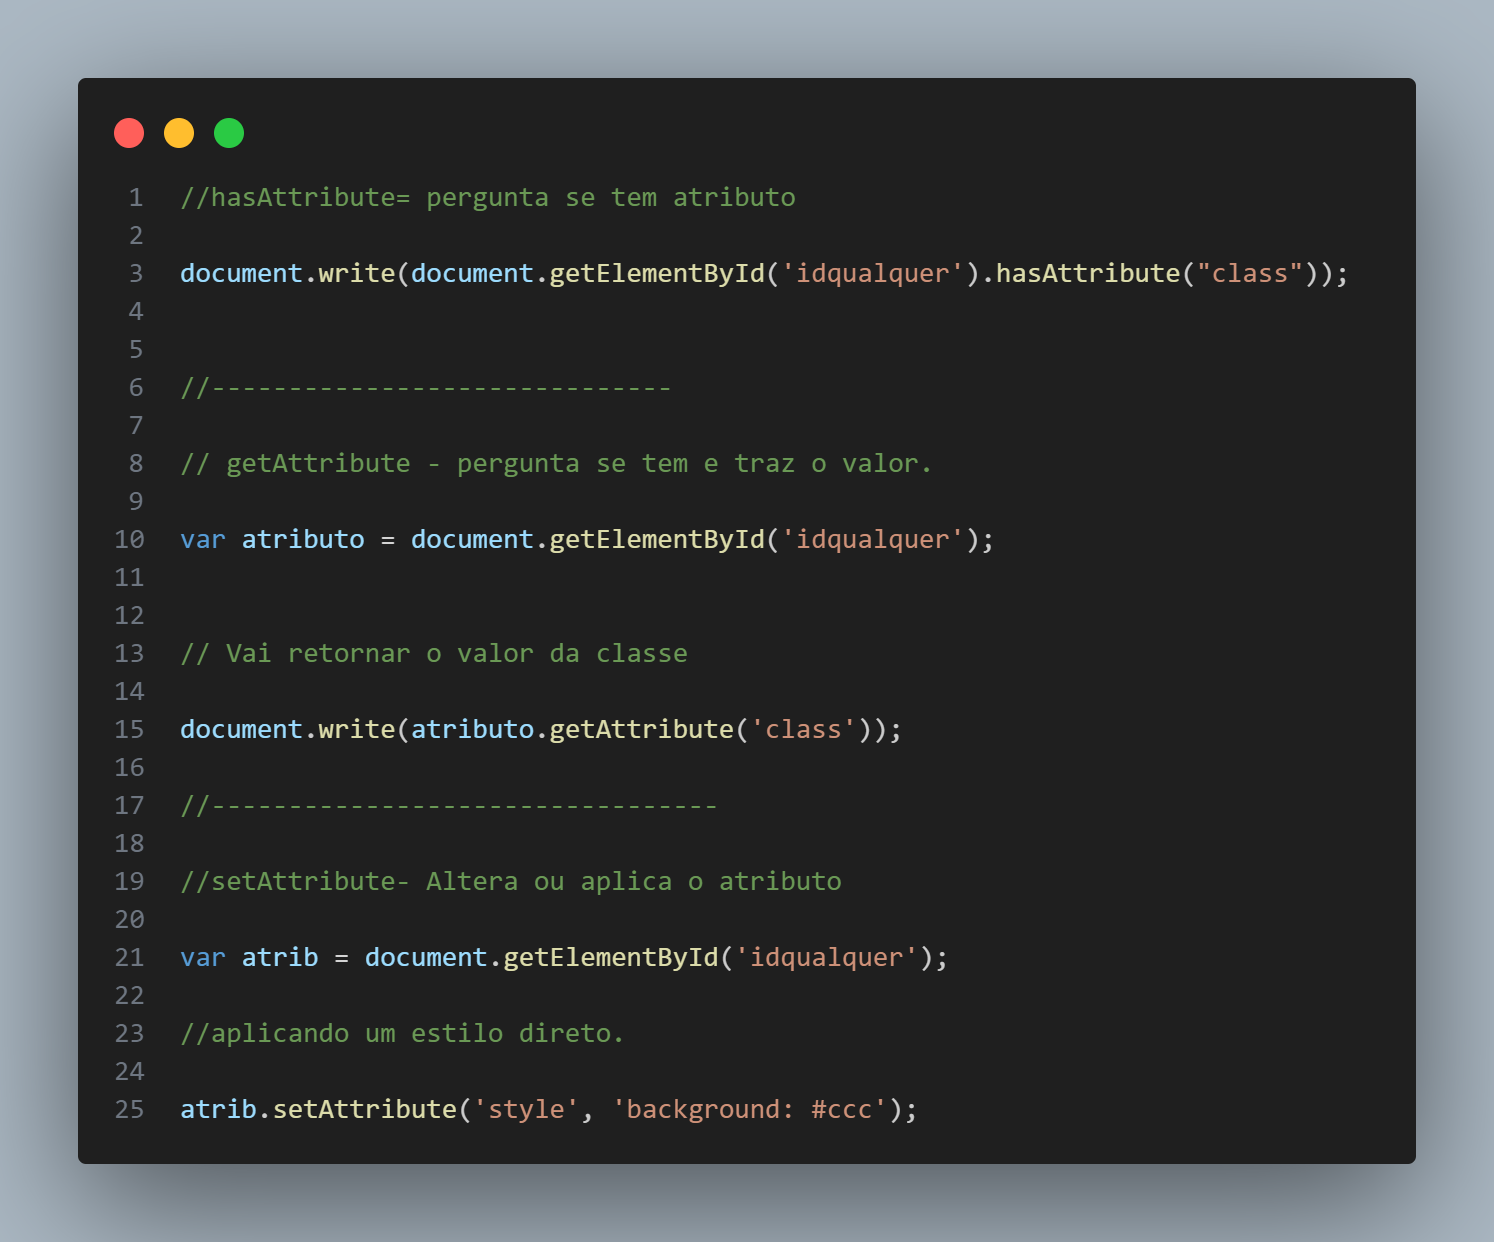 1 //hasAttribute= pergunta se tem atributo
2
3 document.write(document.getElementById('idqualquer').hasAttribute("class"));
4
5
6 //------------------------------
7
8 // getAttribute - pergunta se tem e traz o valor.
9
10 var atributo = document.getElementById('idqualquer');
11
12
13 // Vai retornar o valor da classe
14
15 document.write(atributo.getAttribute('class'));
16
17 //---------------------------------
18
19 //setAttribute- Altera ou aplica o atributo
20
21 var atrib = document.getElementById('idqualquer');
22
23 //aplicando um estilo direto.
24
25 atrib.setAttribute('style', 'background: #ccc');